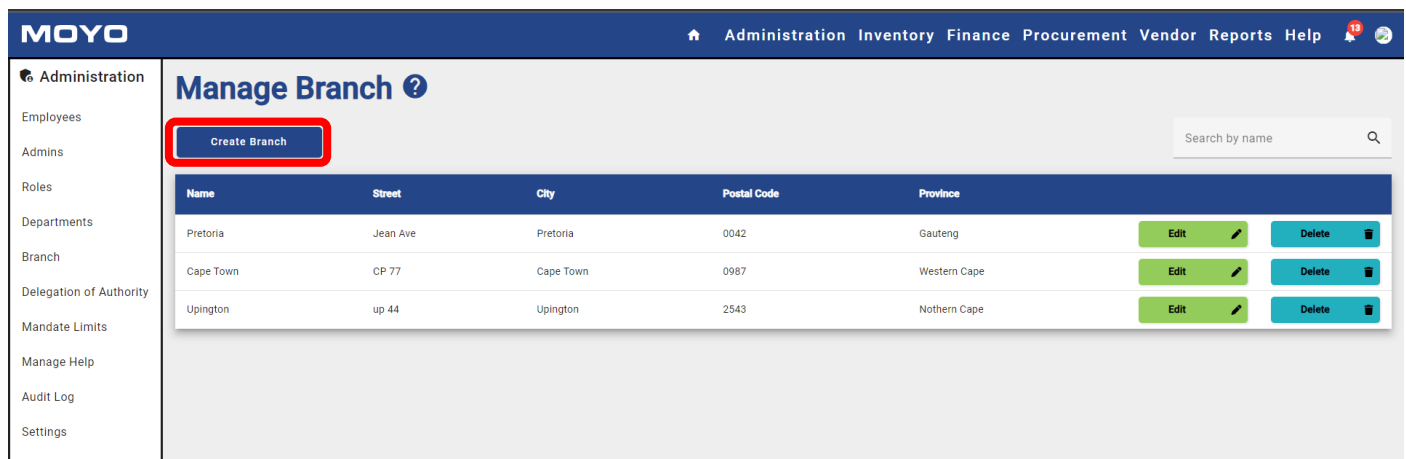 MOYO
Administration Inventory Finance Procurement Vendor Reports Help 13
Administration
Employees
Admins
Roles
Departments
Branch
Delegation of Authority
Mandate Limits
Manage Help
Audit Log
Settings
Manage Branch ?
Create Branch
Search by name
Name Street City Postal Code Province
Pretoria Jean Ave Pretoria 0042 Gauteng Edit Delete
Cape Town CP 77 Cape Town 0987 Western Cape Edit Delete
Upington up 44 Upington 2543 Nothern Cape Edit Delete